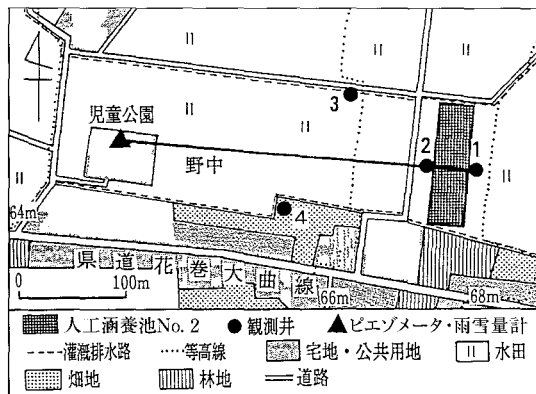 児童公園
野中
3
2
1
4
64m
県道花巻大曲線
66m
68m
0 100m
人工涵養池No. 2 観測井 ピエゾメータ・雨雪量計
灌漑排水路 等高線 宅地・公共用地 水田
畑地 林地 道路